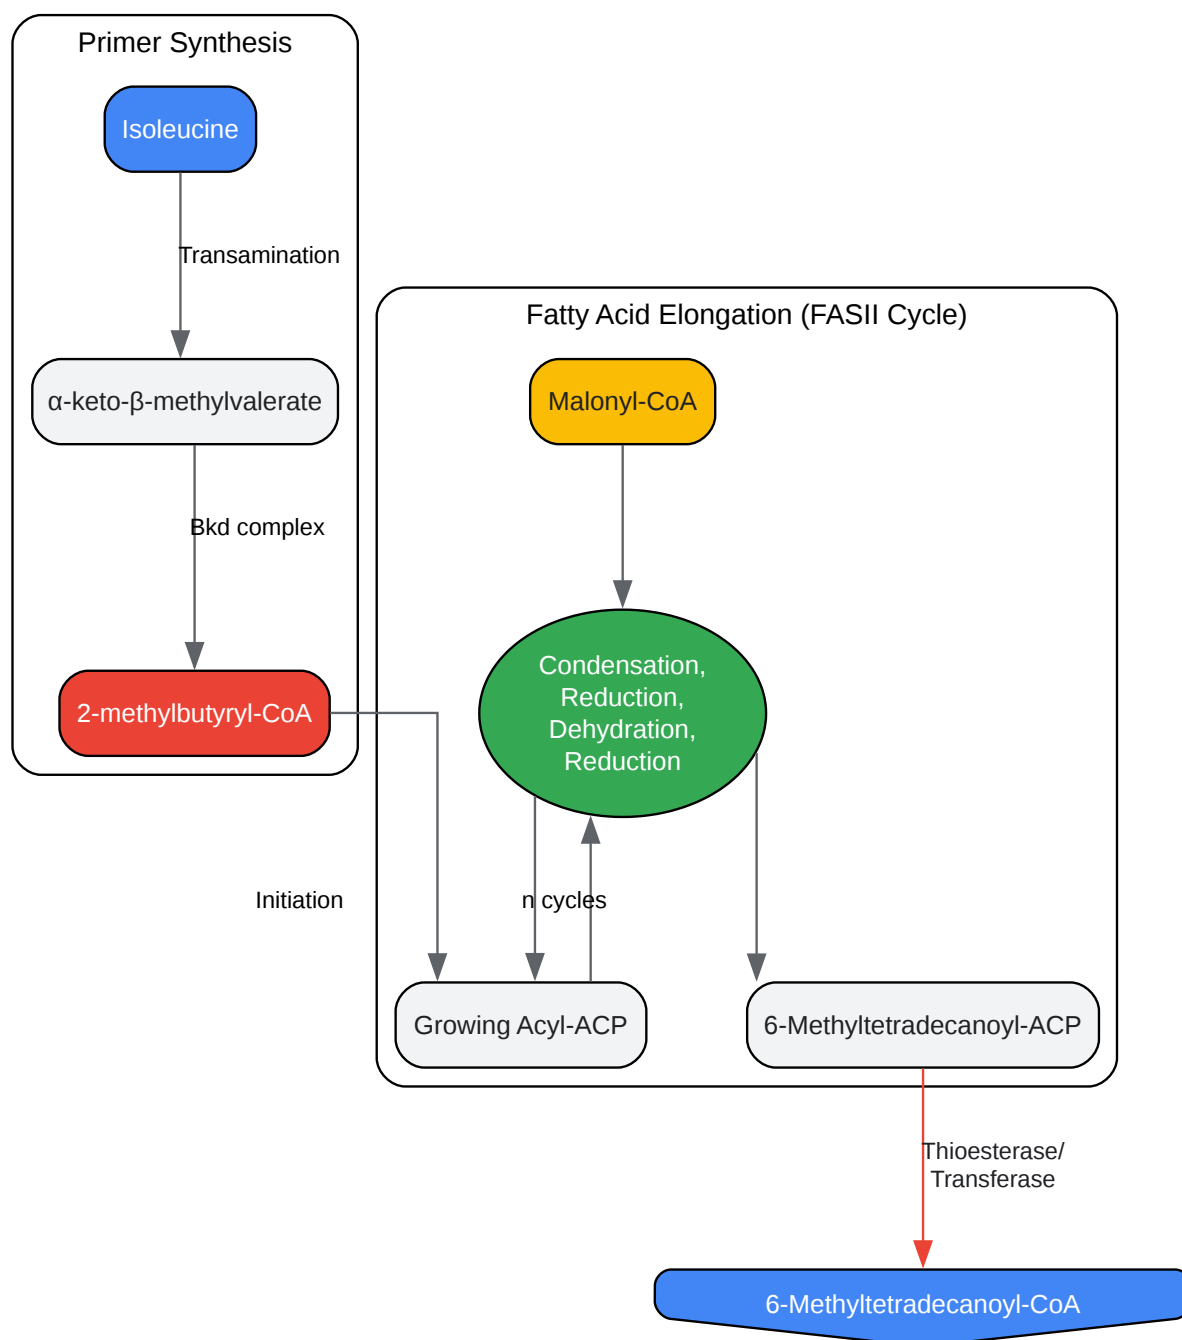 Primer Synthesis
Isoleucine
Transamination
α-keto-β-methylvalerate
Bkd complex
2-methylbutyryl-CoA
Initiation
Fatty Acid Elongation (FASII Cycle)
Malonyl-CoA
Condensation,
Reduction,
Dehydration,
Reduction
n cycles
Growing Acyl-ACP
6-Methyltetradecanoyl-ACP
Thioesterase/
Transferase
6-Methyltetradecanoyl-CoA